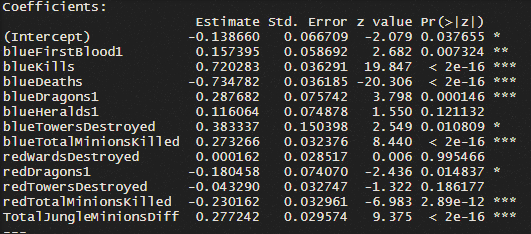 Coefficients:
Estimate Std. Error z value Pr(>|z|)
(Intercept) -0.138660 0.066709 -2.079 0.037655 *
blueFirstBlood1 0.157395 0.058692 2.682 0.007324 **
blueKills 0.720283 0.036291 19.847 < 2e-16 ***
blueDeaths -0.734782 0.036185 -20.306 < 2e-16 ***
blueDragons1 0.287682 0.075742 3.798 0.000146 ***
blueHeralds1 0.116064 0.074878 1.550 0.121132
blueTowersDestroyed 0.383337 0.150398 2.549 0.010809 *
blueTotalMinionsKilled 0.273266 0.032376 8.440 < 2e-16 ***
redWardsDestroyed 0.000162 0.028517 0.006 0.995466
redDragons1 -0.180458 0.074070 -2.436 0.014837 *
redTowersDestroyed -0.043290 0.032747 -1.322 0.186177
redTotalMinionsKilled -0.230162 0.032961 -6.983 2.89e-12 ***
TotalJungleMinionsDiff 0.277242 0.029574 9.375 < 2e-16 ***
---